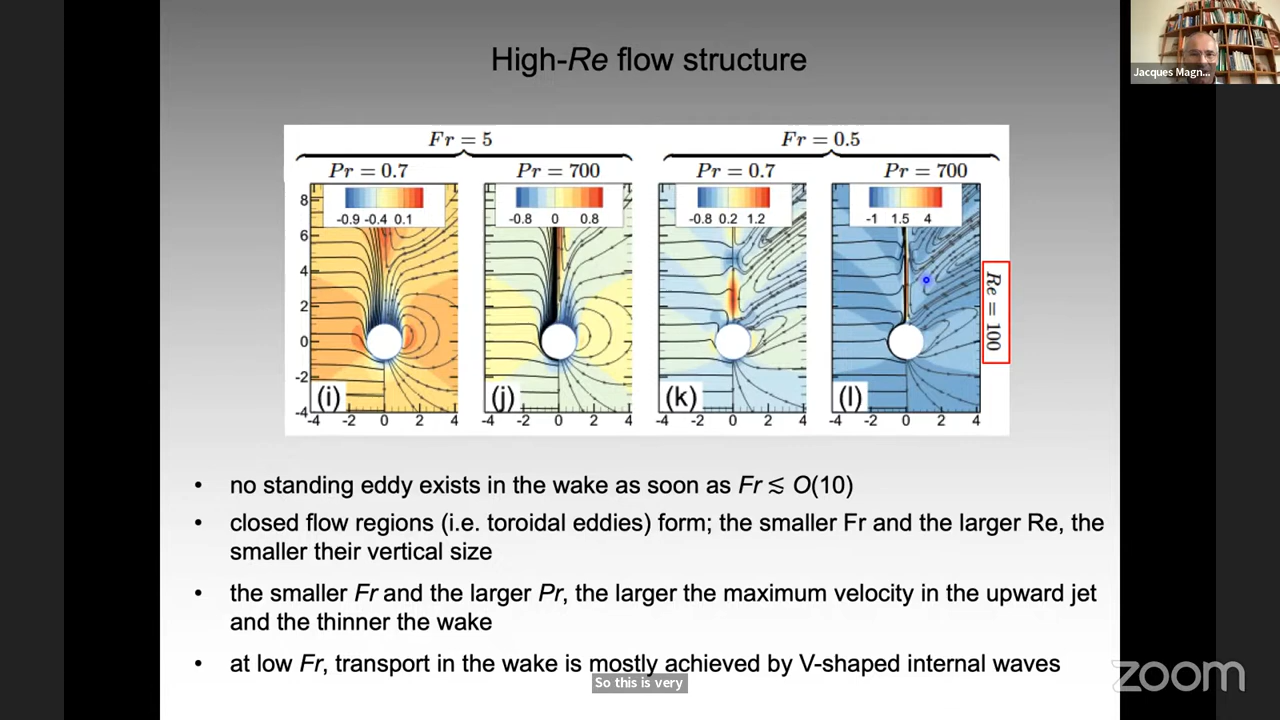 High-Re flow structure
Jacques Magn...
Fr = 5
Fr = 0.5
Pr = 0.7
Pr = 700
Pr = 0.7
Pr = 700
-0.9 -0.4 0.1
-0.8 0 0.8
-0.8 0.2 1.2
-1 1.5 4
8
6
4
2
0
-2
-4
(i)
(j)
(k)
(l)
Re = 100
-4 -2 0 2 4
-4 -2 0 2 4
-4 -2 0 2 4
-4 -2 0 2 4
• no standing eddy exists in the wake as soon as Fr ≲ O(10)
• closed flow regions (i.e. toroidal eddies) form; the smaller Fr and the larger Re, the
smaller their vertical size
• the smaller Fr and the larger Pr, the larger the maximum velocity in the upward jet
and the thinner the wake
• at low Fr, transport in the wake is mostly achieved by V-shaped internal waves
So this is very
zoom